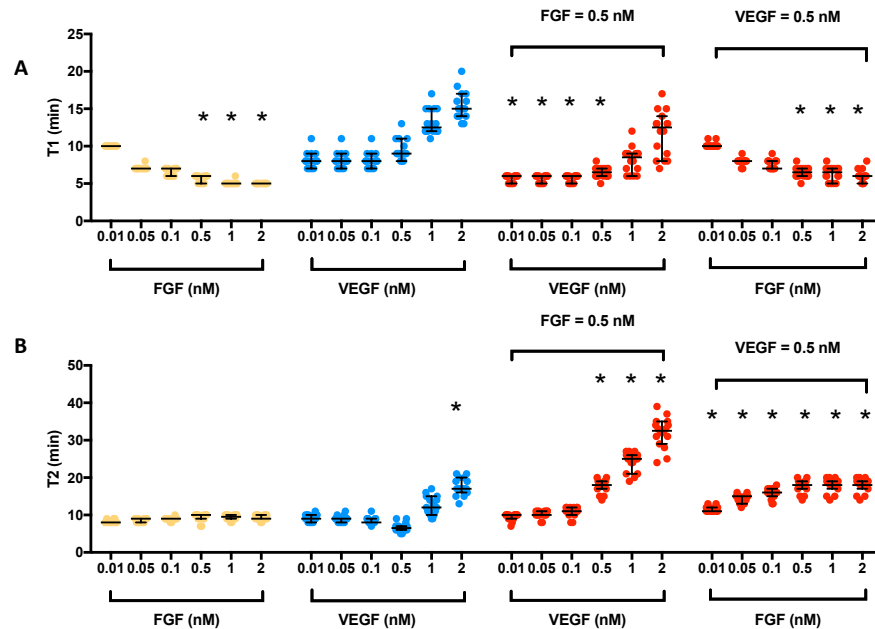 FGF = 0.5 nM VEGF = 0.5 nM
A
T1 (min)
25
20
15
10
5
0
* * * * * * * * * *
0.01 0.05 0.1 0.5 1 2 0.01 0.05 0.1 0.5 1 2 0.01 0.05 0.1 0.5 1 2 0.01 0.05 0.1 0.5 1 2
FGF (nM) VEGF (nM) VEGF (nM) FGF (nM)
FGF = 0.5 nM
B
VEGF = 0.5 nM
T2 (min)
50
40
30
20
10
0
* * * * * * * * * *
0.01 0.05 0.1 0.5 1 2 0.01 0.05 0.1 0.5 1 2 0.01 0.05 0.1 0.5 1 2 0.01 0.05 0.1 0.5 1 2
FGF (nM) VEGF (nM) VEGF (nM) FGF (nM)